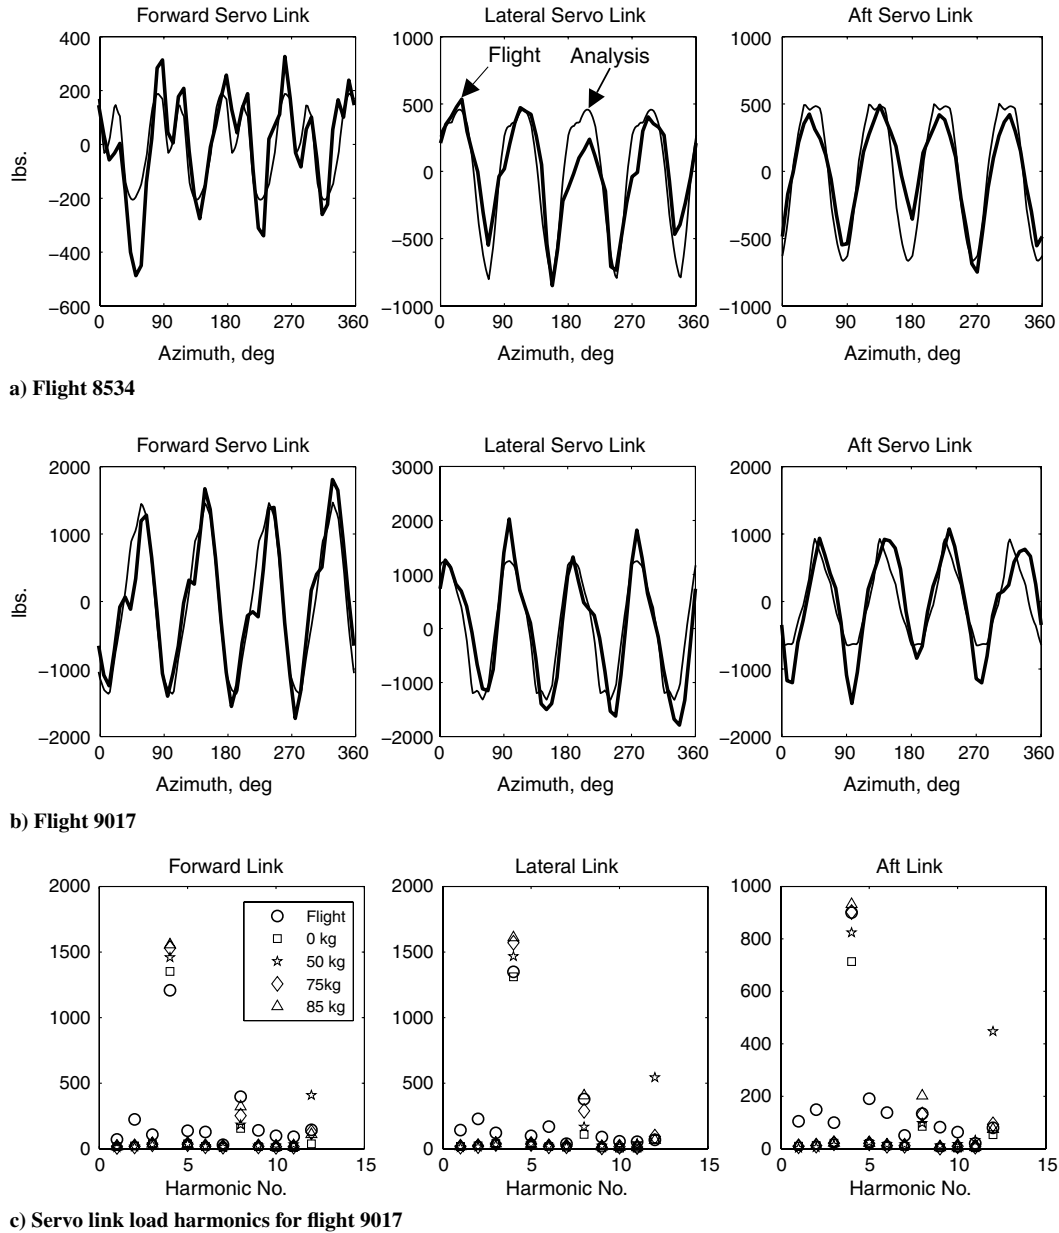 Forward Servo Link Lateral Servo Link Aft Servo Link
400 1000 1000
200 500 500
0 0 0
−200 −500 −500
−400
−600 −1000 −1000
lbs.
Flight Analysis
0 90 180 270 360 0 90 180 270 360 0 90 180 270 360
Azimuth, deg Azimuth, deg Azimuth, deg
a) Flight 8534
Forward Servo Link Lateral Servo Link Aft Servo Link
2000 3000 2000
1000 2000 1000
0 1000 0
−1000 0 −1000
−2000 −1000 −2000
−2000
lbs.
0 90 180 270 360 0 90 180 270 360 0 90 180 270 360
Azimuth, deg Azimuth, deg Azimuth, deg
b) Flight 9017
Forward Link Lateral Link Aft Link
2000 2000 1000
1500 1500 800
1000 1000 600
500 500 400
0 0 200
0
Flight
0 kg
50 kg
75kg
85 kg
0 5 10 15 0 5 10 15 0 5 10 15
Harmonic No. Harmonic No. Harmonic No.
c) Servo link load harmonics for flight 9017